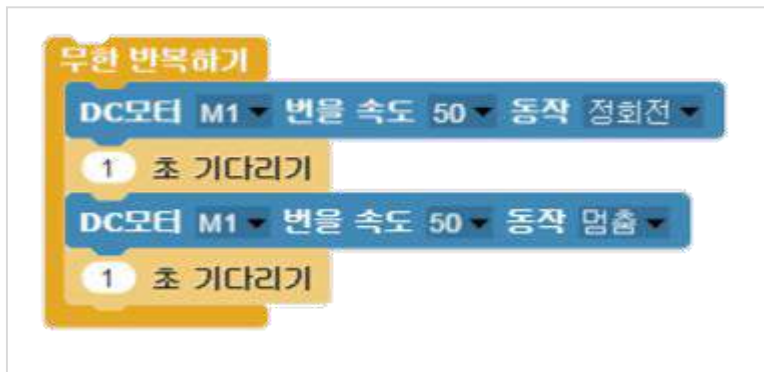 무한 반복하기
DC모터 M1 번을 속도 50 동작 정회전
1 초 기다리기
DC모터 M1 번을 속도 50 동작 멈춤
1 초 기다리기